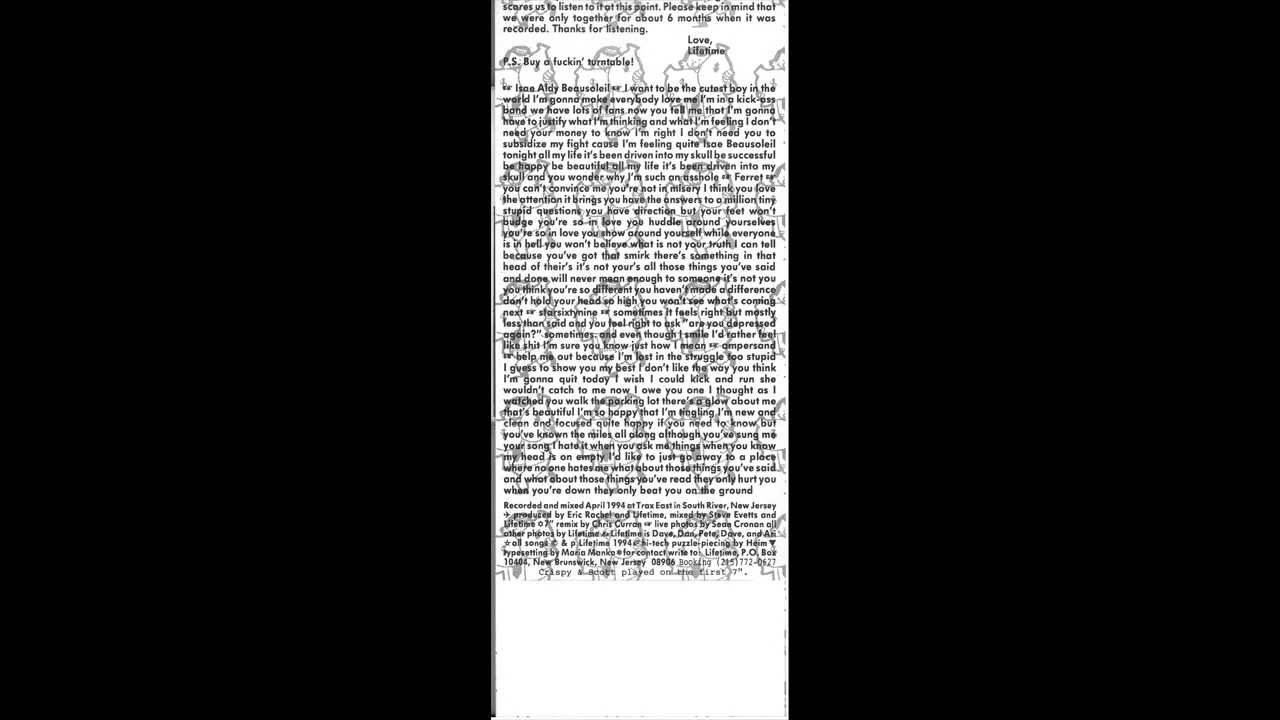 scares us to listen to it at this point. Please keep in mind that
we were only together for about 6 months when it was
recorded. Thanks for listening.
Love,
Lifetime
P.S. Buy a fuckin' turntable!
☞ Isae Aldy Beausoleil ☞ I want to be the cutest boy in the
world I'm gonna make everybody love me I'm in a kick-ass
band we have lots of fans now you tell me that I'm gonna
have to justify what I'm thinking and what I'm feeling I don't
need your money to know I'm right I don't need you to
subsidize my fight cause I'm feeling quite Isae Beausoleil
tonight all my life it's been driven into my skull be successful
be happy be beautiful all my life it's been driven into my
skull and you wonder why I'm such an asshole ☞ Ferret ☞
you can't convince me you're not in misery I think you love
the attention it brings you have the answers to a million tiny
stupid questions you have direction but your feet won't
budge you're so in love you huddle around yourselves
you're so in love you show around yourself while everyone
is in hell you won't believe what is not your truth I can tell
because you've got that smirk there's something in that
head of their's it's not your's all those things you've said
and done will never mean enough to someone it's not you
you think you're so different you haven't made a difference
don't hold your head so high you won't see what's coming
next ☞ starsixtynine ☞ sometimes it feels right but mostly
less than said and you feel right to ask "are you depressed
again?" sometimes. and even though I smile I'd rather feel
like shit I'm sure you know just how I mean ☞ ampersand
☞ help me out because I'm lost in the struggle too stupid
I guess to show you my best I don't like the way you think
I'm gonna quit today I wish I could kick and run she
wouldn't catch to me now I owe you one I thought as I
watched you walk the parking lot there's a glow about me
that's beautiful I'm so happy that I'm tingling I'm new and
clean and focused quite happy if you need to know but
you've known the miles all along although you've sung me
your song I hate it when you ask me things when you know
my head is on empty I'd like to just go away to a place
where no one hates me what about those things you've said
and what about those things you've read they only hurt you
when you're down they only beat you on the ground
Recorded and mixed April 1994 at Trax East in South River, New Jersey
✈ produced by Eric Rachel and Lifetime, mixed by Steve Evetts and
Lifetime ✡ 7" remix by Chris Curran ☞ live photos by Sean Cronan all
other photos by Lifetime Lifetime is Dave, Dan, Pete, Dave, and Ari
☆ all songs © & p Lifetime 1994 hi-tech puzzle-piecing by Heim ▼
typesetting by Maria Manko for contact write to: Lifetime, P.O. Box
10404, New Brunswick, New Jersey 08906 Booking (215)772-0627
Crispy & Scott played on the first 7".